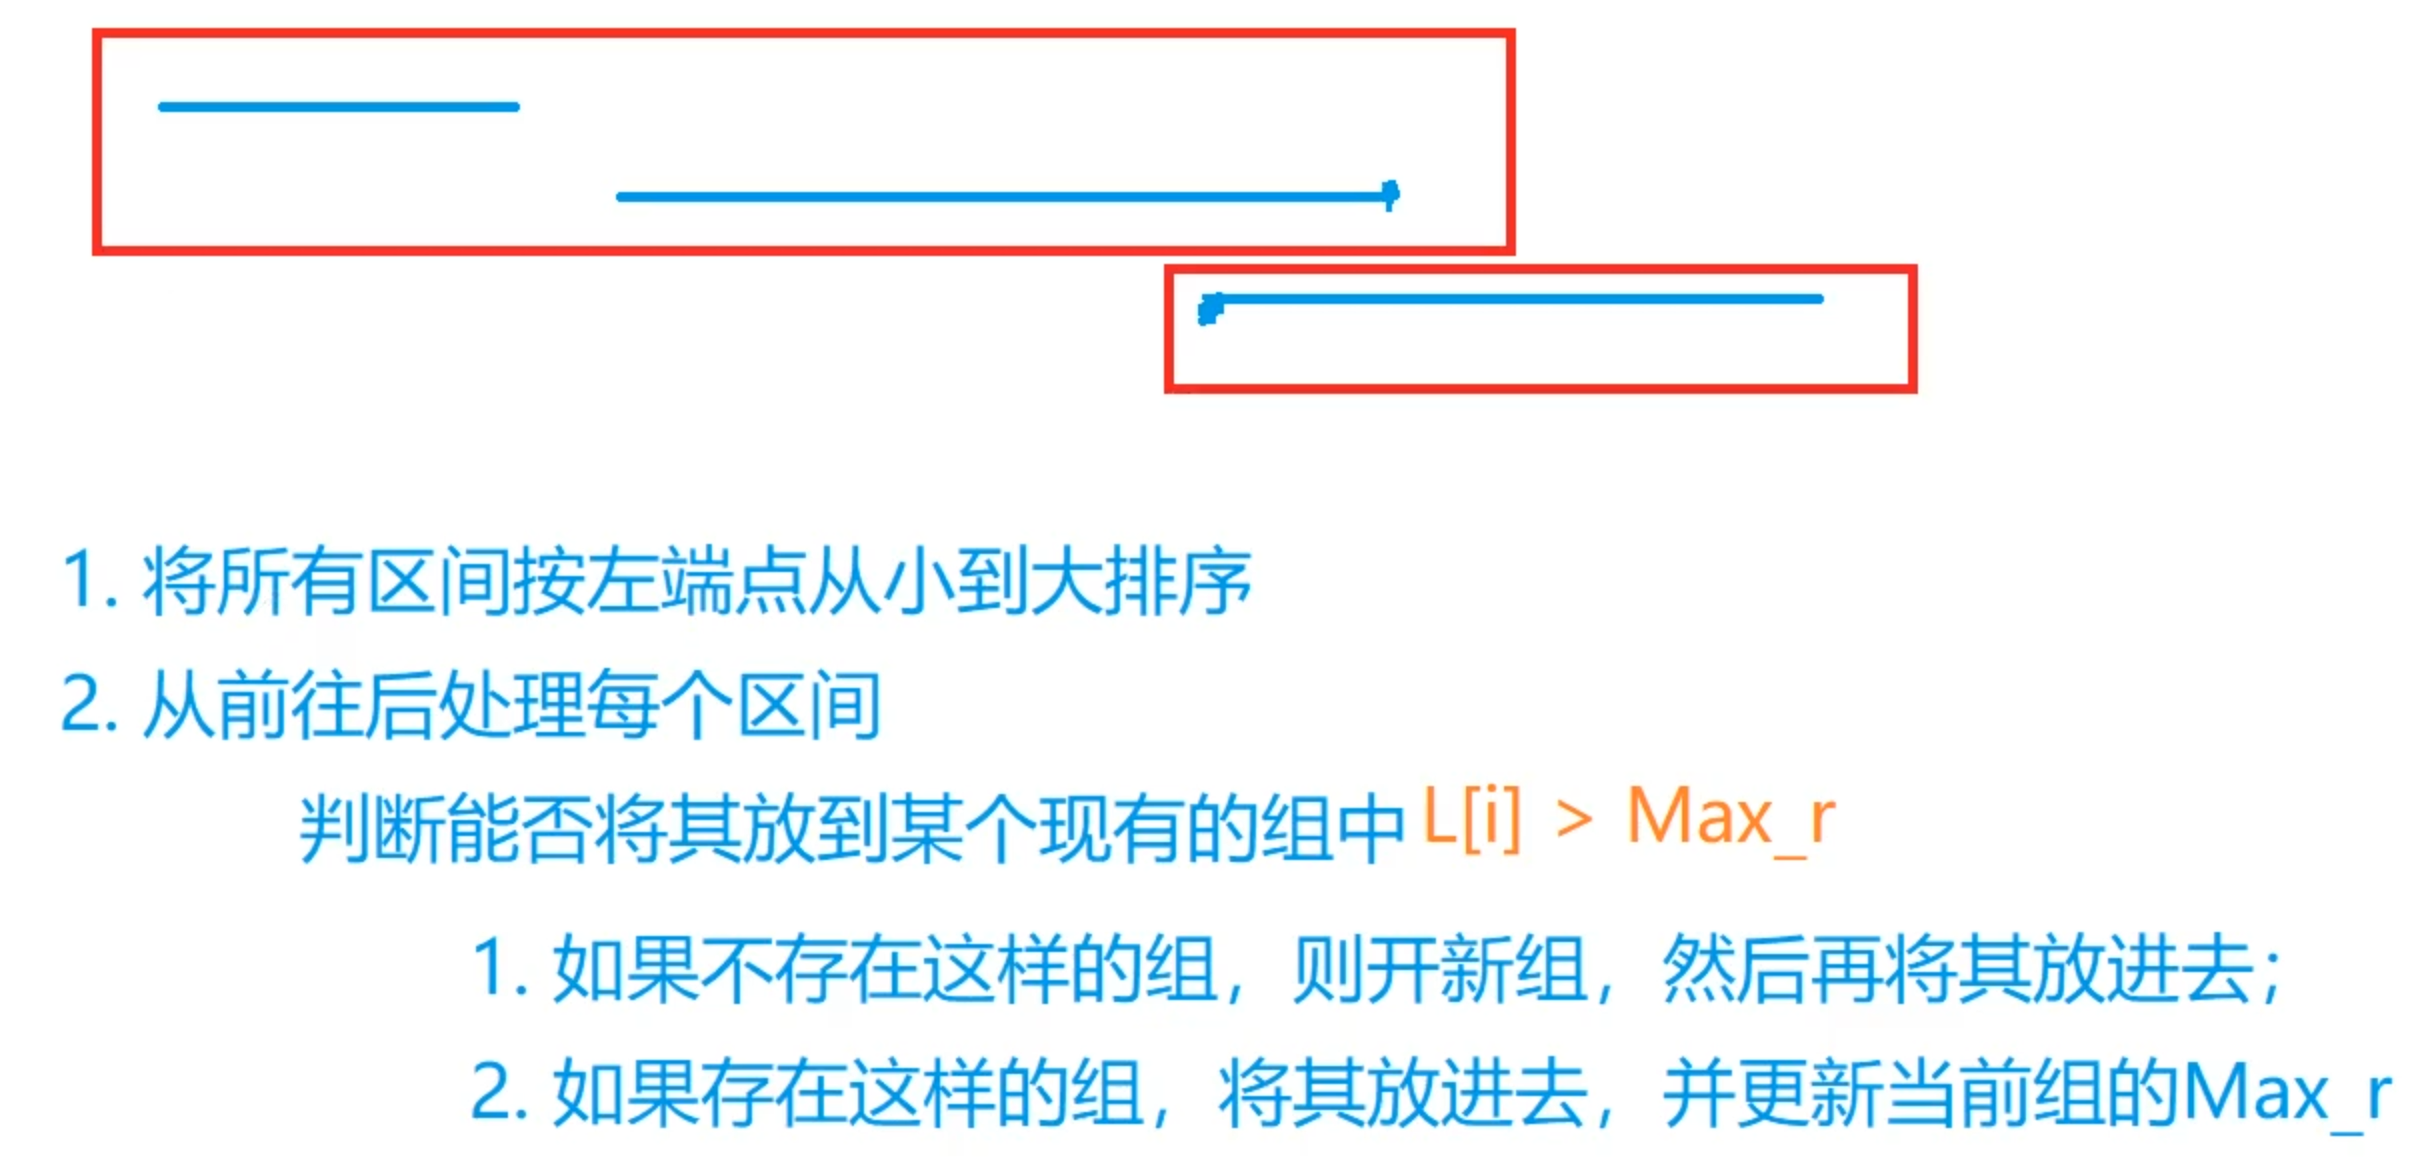 1. 将所有区间按左端点从小到大排序
2. 从前往后处理每个区间
判断能否将其放到某个现有的组中 L[i] > Max_r
1. 如果不存在这样的组，则开新组，然后再将其放进去；
2. 如果存在这样的组，将其放进去，并更新当前组的Max_r